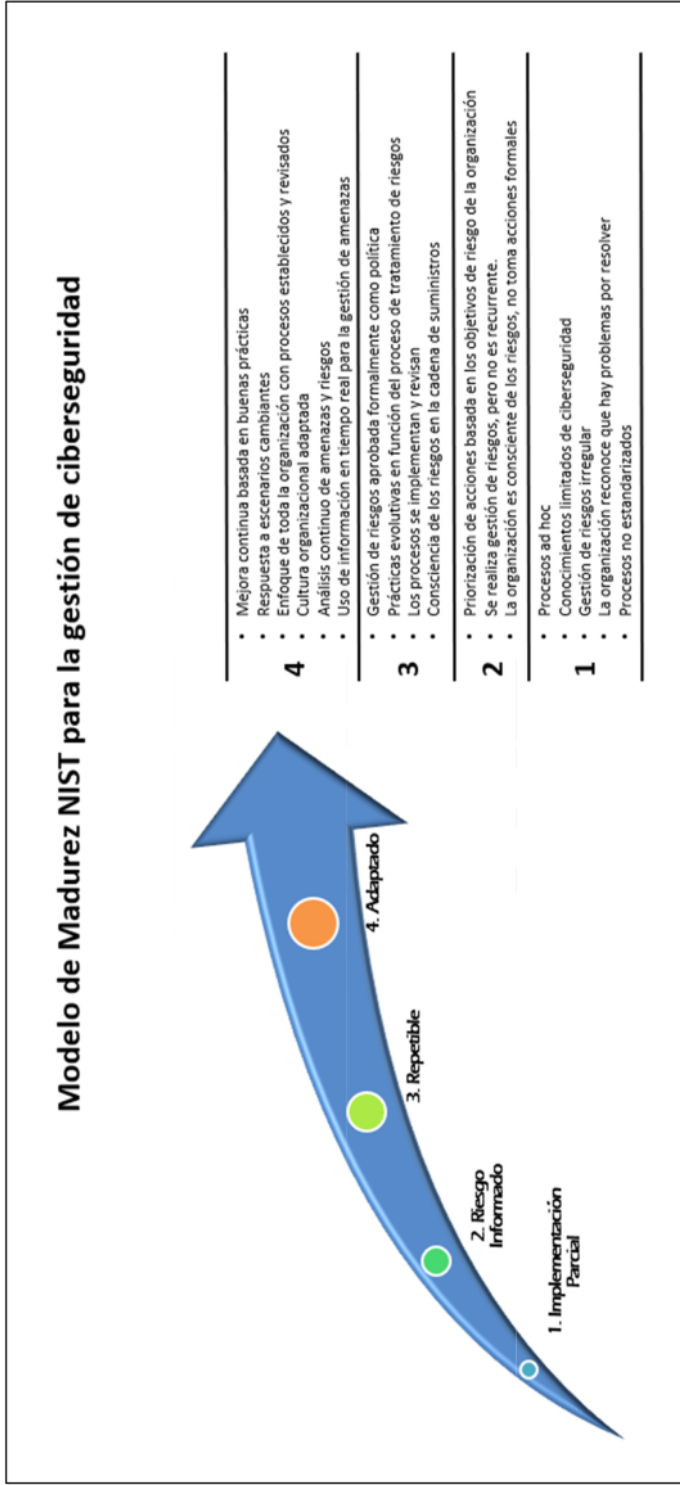 Modelo de Madurez NIST para la gestión de ciberseguridad
1. Implementación
Parcial
2. Riesgo
Informado
3. Repetible
4. Adaptado
4
• Mejora continua basada en buenas prácticas
• Respuesta a escenarios cambiantes
• Enfoque de toda la organización con procesos establecidos y revisados
• Cultura organizacional adaptada
• Análisis continuo de amenazas y riesgos
• Uso de información en tiempo real para la gestión de amenazas
3
• Gestión de riesgos aprobada formalmente como política
• Prácticas evolutivas en función del proceso de tratamiento de riesgos
• Los procesos se implementan y revisan
• Consciencia de los riesgos en la cadena de suministros
2
• Priorización de acciones basada en los objetivos de riesgo de la organización
• Se realiza gestión de riesgos, pero no es recurrente.
• La organización es consciente de los riesgos, no toma acciones formales
1
• Procesos ad hoc
• Conocimientos limitados de ciberseguridad
• Gestión de riesgos irregular
• La organización reconoce que hay problemas por resolver
• Procesos no estandarizados